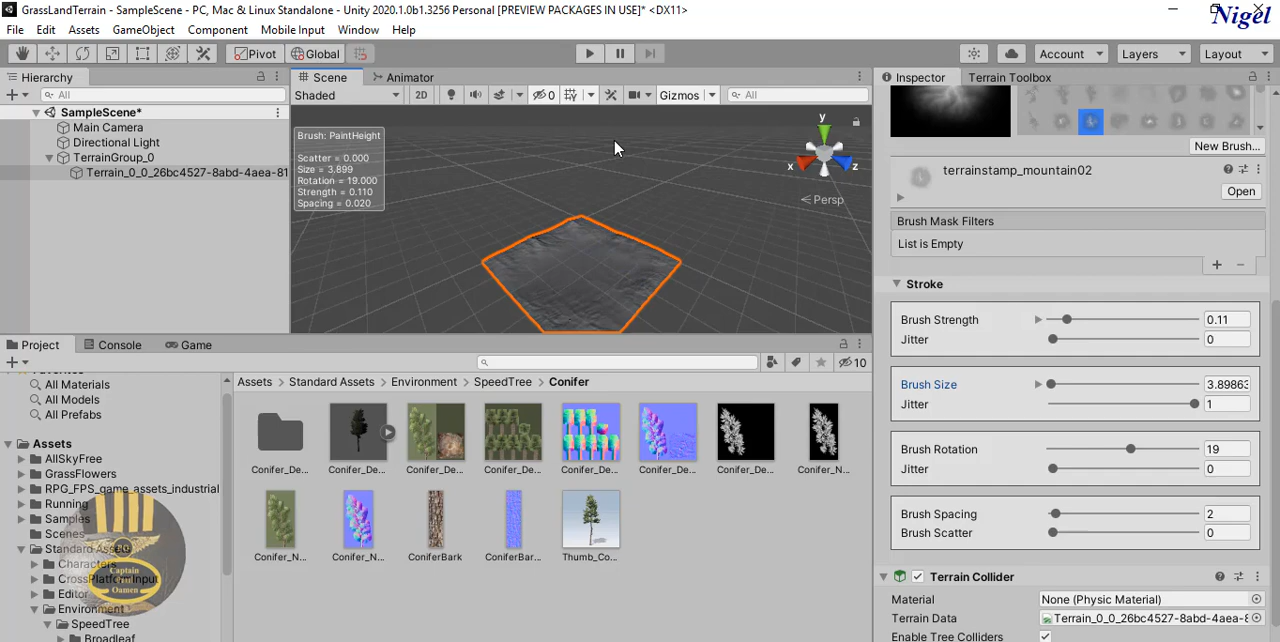 GrassLandTerrain - SampleScene - PC, Mac & Linux Standalone - Unity 2020.1.0b1.3256 Personal [PREVIEW PACKAGES IN USE]* <DX11>
Nigel
File Edit Assets GameObject Component Mobile Input Window Help
Pivot Global Account Layers Layout
Hierarchy Scene Animator Inspector Terrain Toolbox
All Shaded 2D 0 Gizmos All
SampleScene*
Main Camera
Directional Light
TerrainGroup_0
Terrain_0_0_26bc4527-8abd-4aea-81
Brush: PaintHeight
Scatter = 0.000
Size = 3.899
Rotation = 19.000
Strength = 0.110
Spacing = 0.020
y
x z
Persp
New Brush...
terrainstamp_mountain02
Open
Brush Mask Filters
List is Empty
Stroke
Brush Strength 0.11
Jitter 0
Brush Size 3.8986
Jitter 1
Brush Rotation 19
Jitter 0
Brush Spacing 2
Brush Scatter 0
Terrain Collider
Material None (Physic Material)
Terrain Data Terrain_0_0_26bc4527-8abd-4aea-8
Enable Tree Colliders
Project Console Game
10
Favorites
All Materials
All Models
All Prefabs
Assets
AllSkyFree
GrassFlowers
RPG_FPS_game_assets_industrial
Running
Samples
Scenes
Standard Assets
Characters
CrossPlatformInput
Editor
Environment
SpeedTree
Broadleaf
Captain
Oamen
Assets Standard Assets Environment SpeedTree Conifer
Conifer_De... Conifer_De... Conifer_De... Conifer_De... Conifer_De... Conifer_De... Conifer_De... Conifer_N...
Conifer_N... Conifer_N... ConiferBark ConiferBar... Thumb_Co...